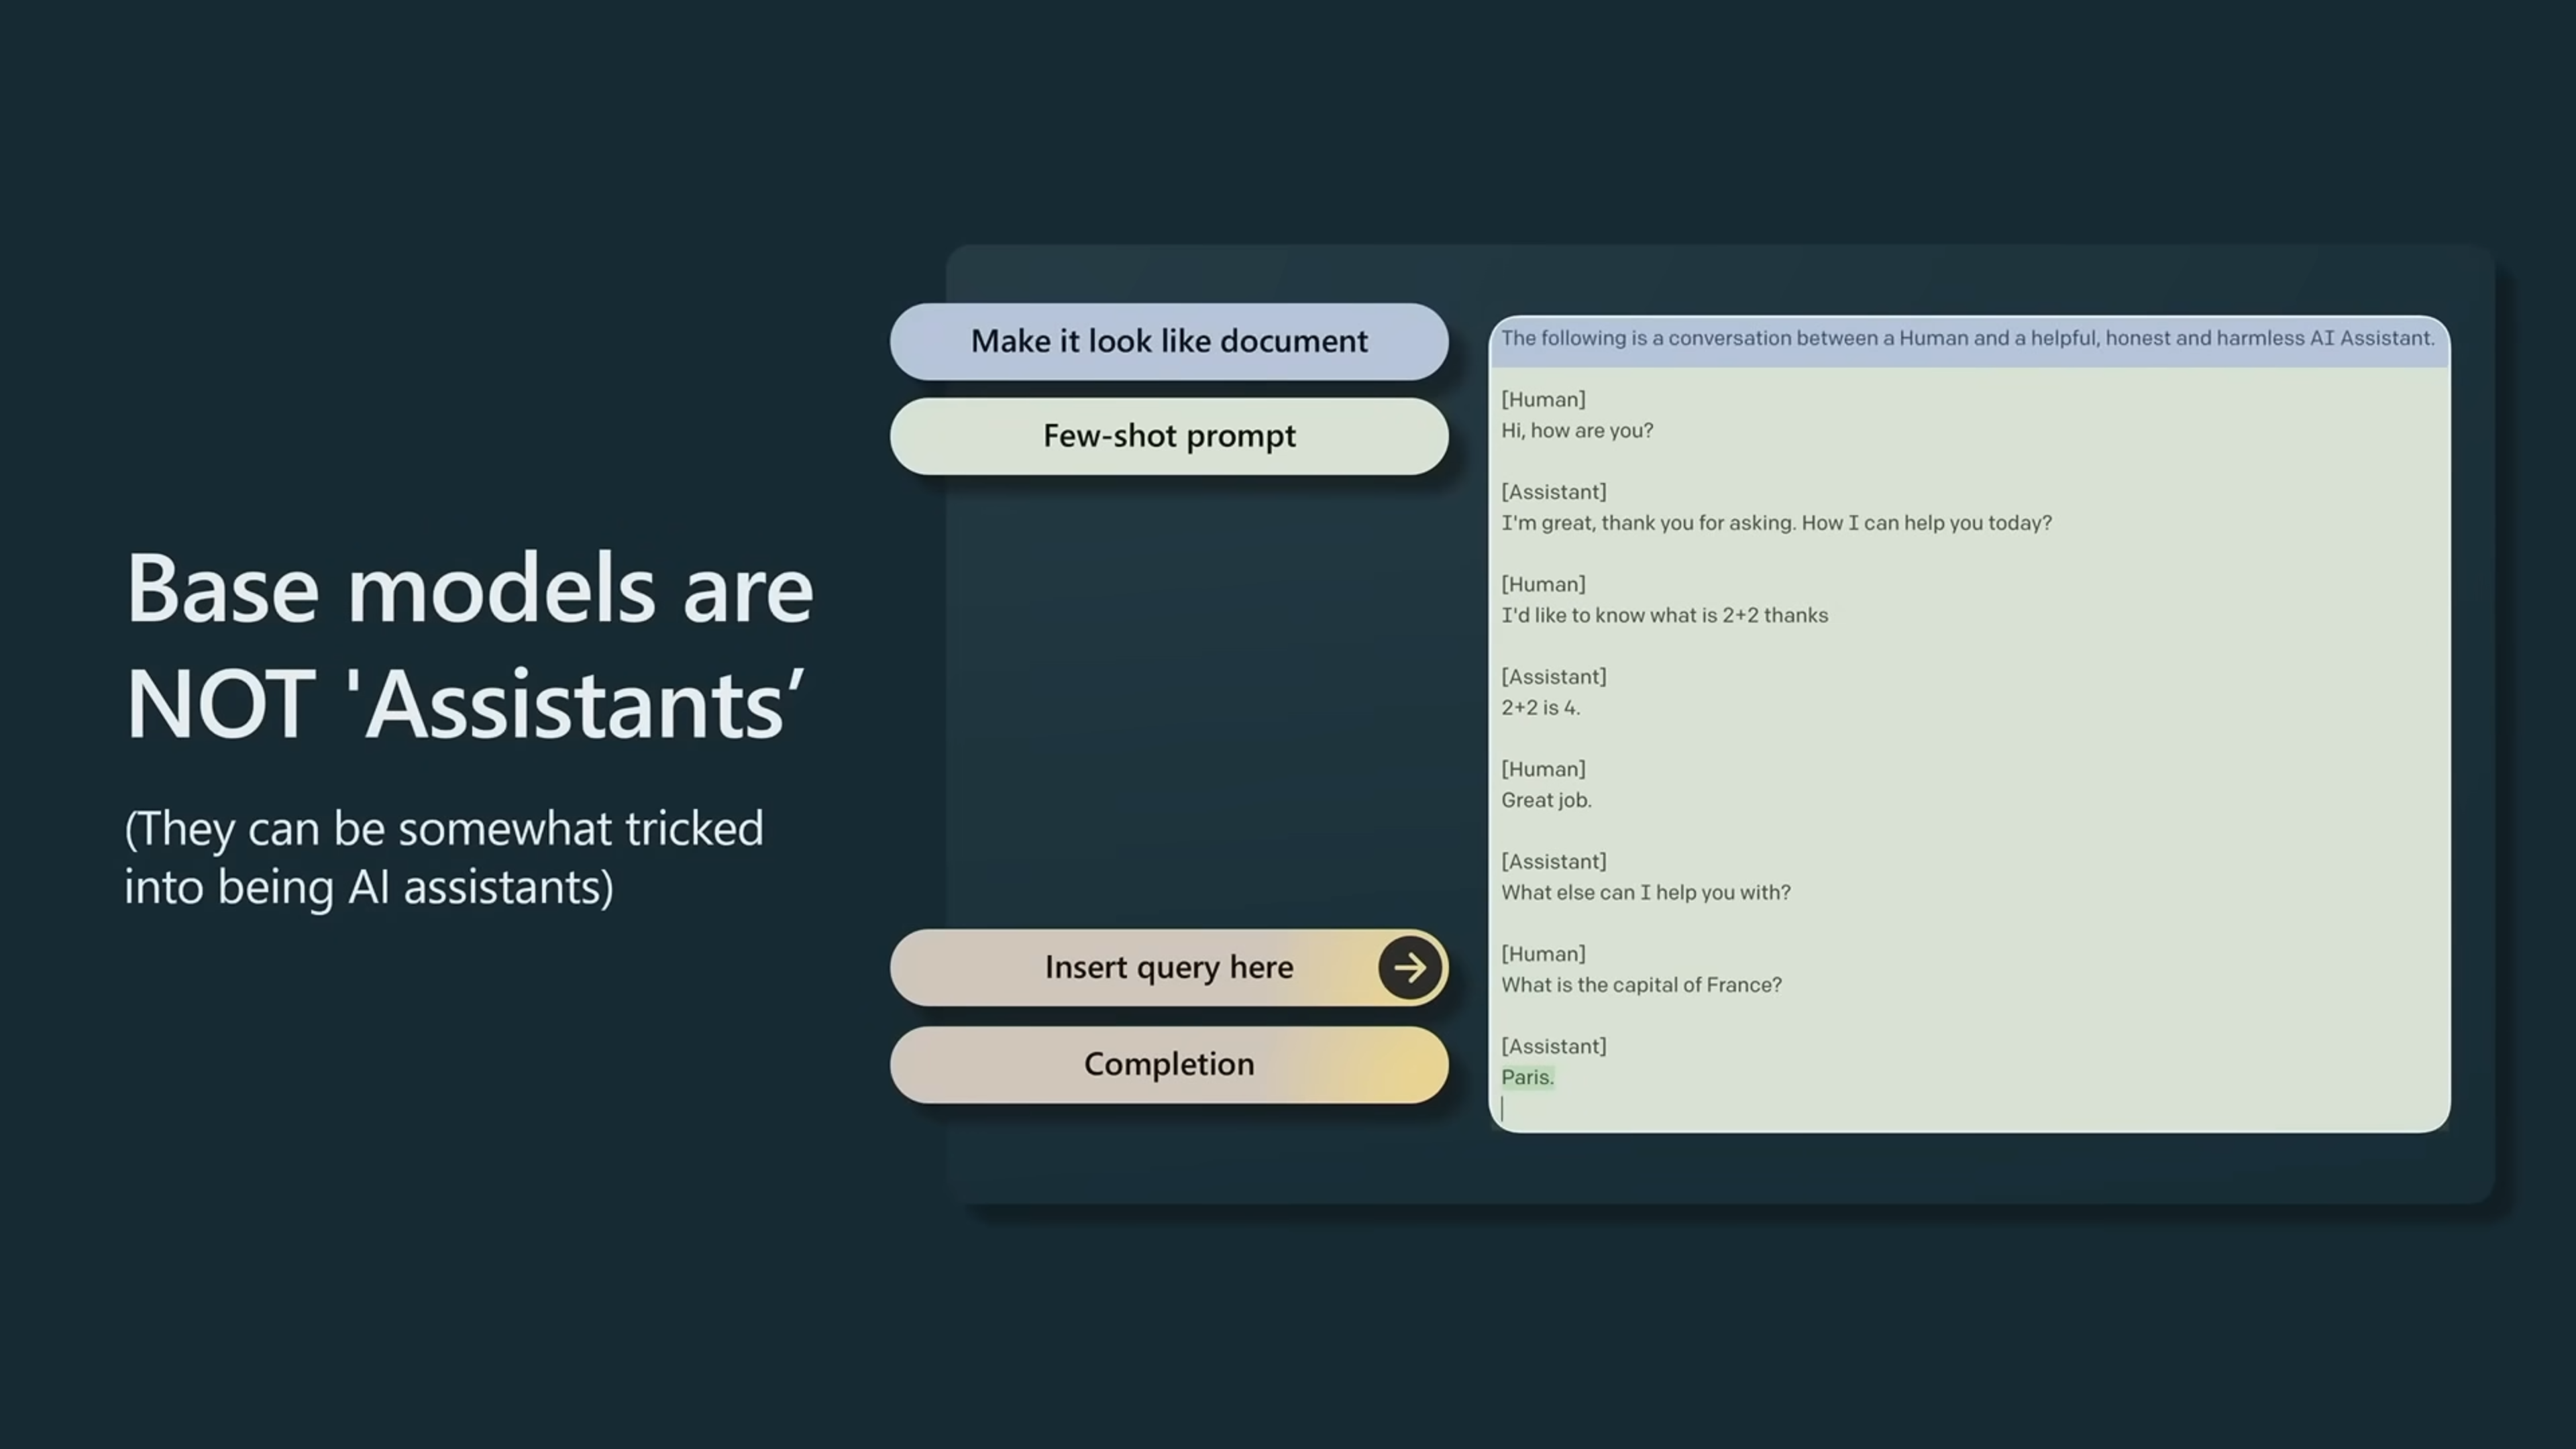 Base models are
NOT 'Assistants’
(They can be somewhat tricked
into being AI assistants)
Make it look like document
Few-shot prompt
Insert query here
Completion
The following is a conversation between a Human and a helpful, honest and harmless AI Assistant.
[Human]
Hi, how are you?
[Assistant]
I'm great, thank you for asking. How I can help you today?
[Human]
I'd like to know what is 2+2 thanks
[Assistant]
2+2 is 4.
[Human]
Great job.
[Assistant]
What else can I help you with?
[Human]
What is the capital of France?
[Assistant]
Paris.